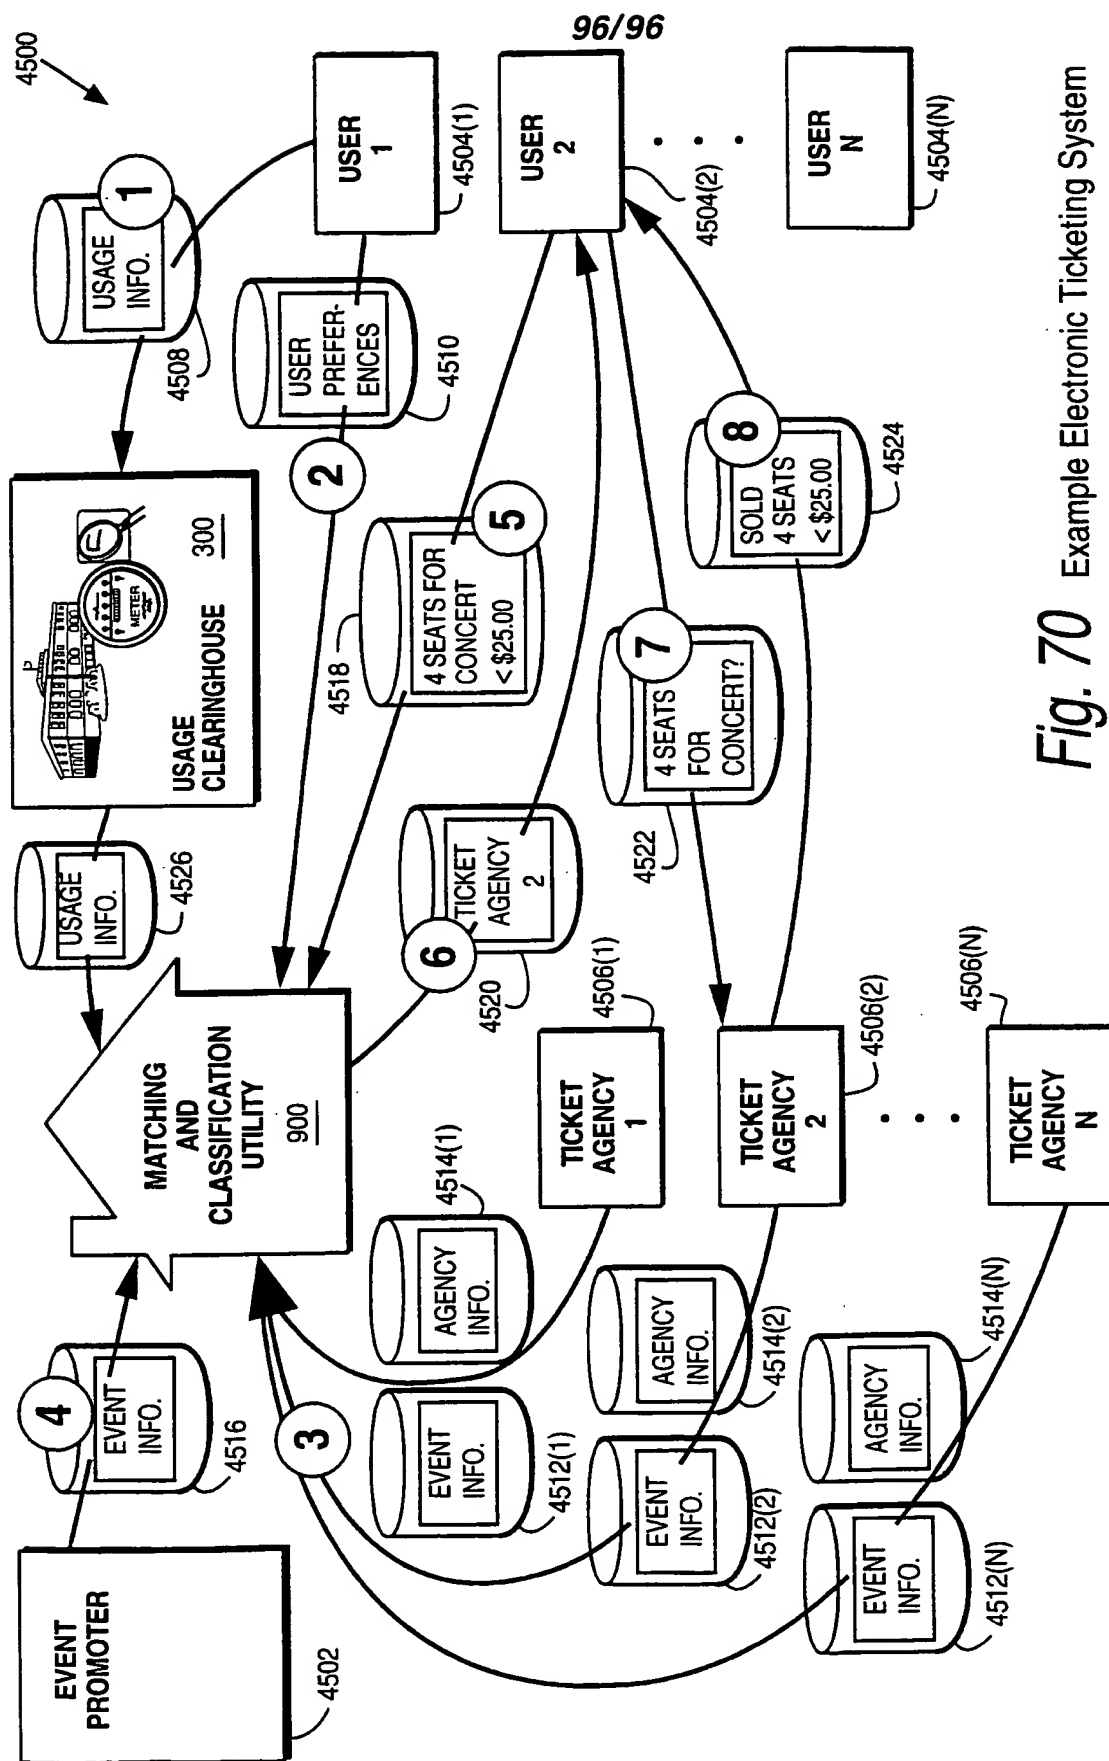 96/96
4500
EVENT
PROMOTER
4502
4
EVENT
INFO.
4516
MATCHING
AND
CLASSIFICATION
UTILITY
900
USAGE
INFO.
4526
METER
300
USAGE
CLEARINGHOUSE
USAGE
INFO.
1
4508
USER
1
4504(1)
2
USER
PREFER-
ENCES
4510
3
EVENT
INFO.
4512(1)
AGENCY
INFO.
4514(1)
TICKET
AGENCY
1
4506(1)
6
TICKET
AGENCY
2
4520
4518
4 SEATS FOR
CONCERT
< $25.00
5
USER
2
4504(2)
EVENT
INFO.
4512(2)
AGENCY
INFO.
4514(2)
TICKET
AGENCY
2
4506(2)
4522
4 SEATS
FOR
CONCERT?
7
8
SOLD
4 SEATS
< $25.00
4524
USER
N
4504(N)
EVENT
INFO.
4512(N)
AGENCY
INFO.
4514(N)
TICKET
AGENCY
N
4506(N)
Fig. 70 Example Electronic Ticketing System